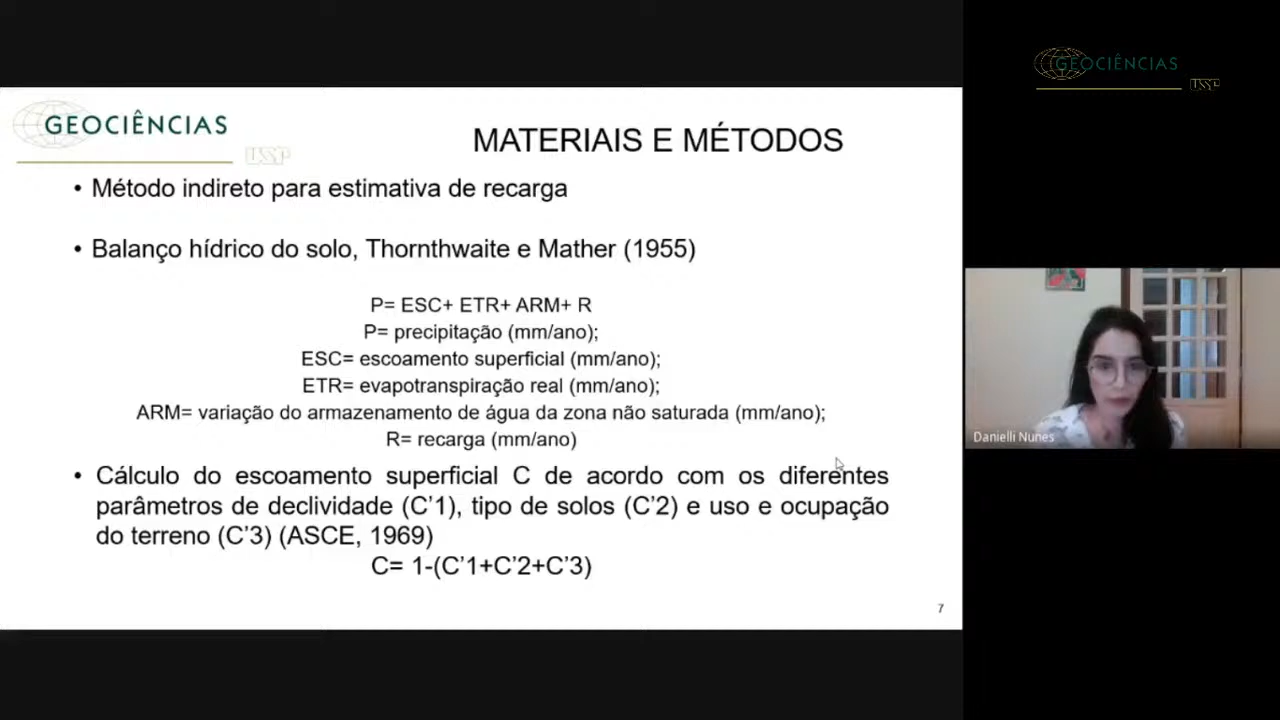 GEOCIÊNCIAS
USP
MATERIAIS E MÉTODOS
• Método indireto para estimativa de recarga
• Balanço hídrico do solo, Thornthwaite e Mather (1955)
P= ESC+ ETR+ ARM+ R
P= precipitação (mm/ano);
ESC= escoamento superficial (mm/ano);
ETR= evapotranspiração real (mm/ano);
ARM= variação do armazenamento de água da zona não saturada (mm/ano);
R= recarga (mm/ano)
• Cálculo do escoamento superficial C de acordo com os diferentes
parâmetros de declividade (C’1), tipo de solos (C’2) e uso e ocupação
do terreno (C’3) (ASCE, 1969)
C= 1-(C’1+C’2+C’3)
7
GEOCIÊNCIAS
USP
Danielli Nunes